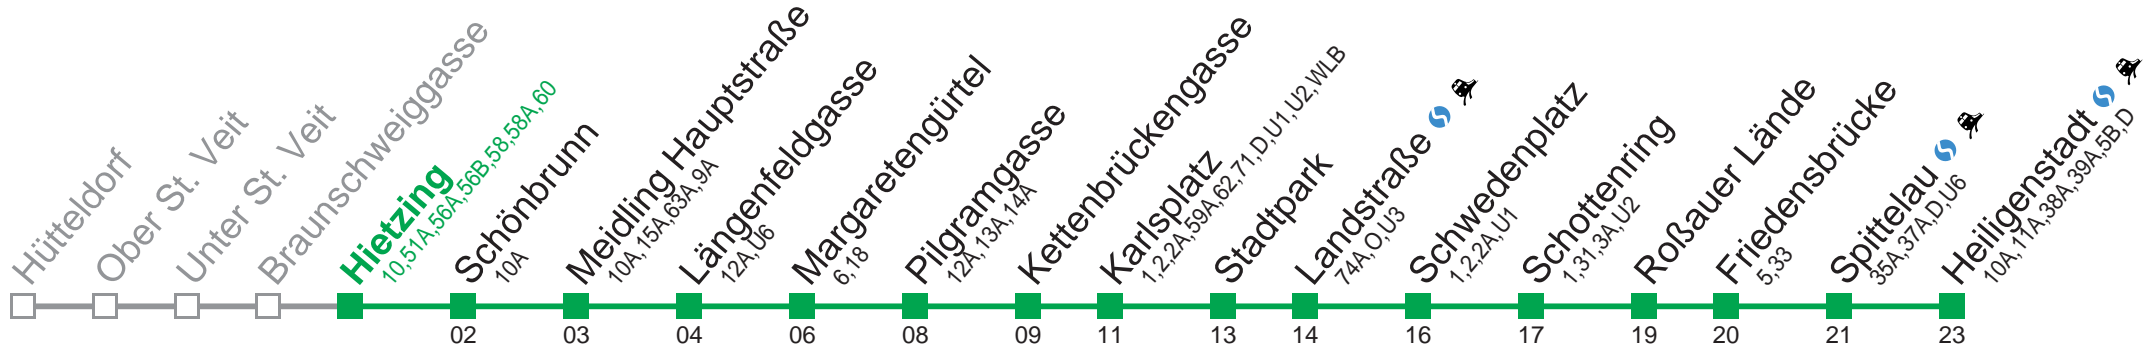 Hütteldorf
Ober St. Veit
Unter St. Veit
Braunschweiggasse
Hietzing
10,51A,56A,56B,58,58A,60
Schönbrunn
10A
Meidling Hauptstraße
10A,15A,63A,9A
Längenfeldgasse
12A,U6
Margaretengürtel
6,18
Pilgramgasse
12A,13A,14A
Kettenbrückengasse
Karlsplatz
1,2,2A,59A,62,71,D,U1,U2,WLB
Stadtpark
Landstraße
74A,O,U3
Schwedenplatz
1,2,2A,U1
Schottenring
1,31,3A,U2
Roßauer Lände
Friedensbrücke
5,33
Spittelau
35A,37A,D,U6
Heiligenstadt
10A,11A,38A,39A,5B,D
02 03 04 06 08 09 11 13 14 16 17 19 20 21 23